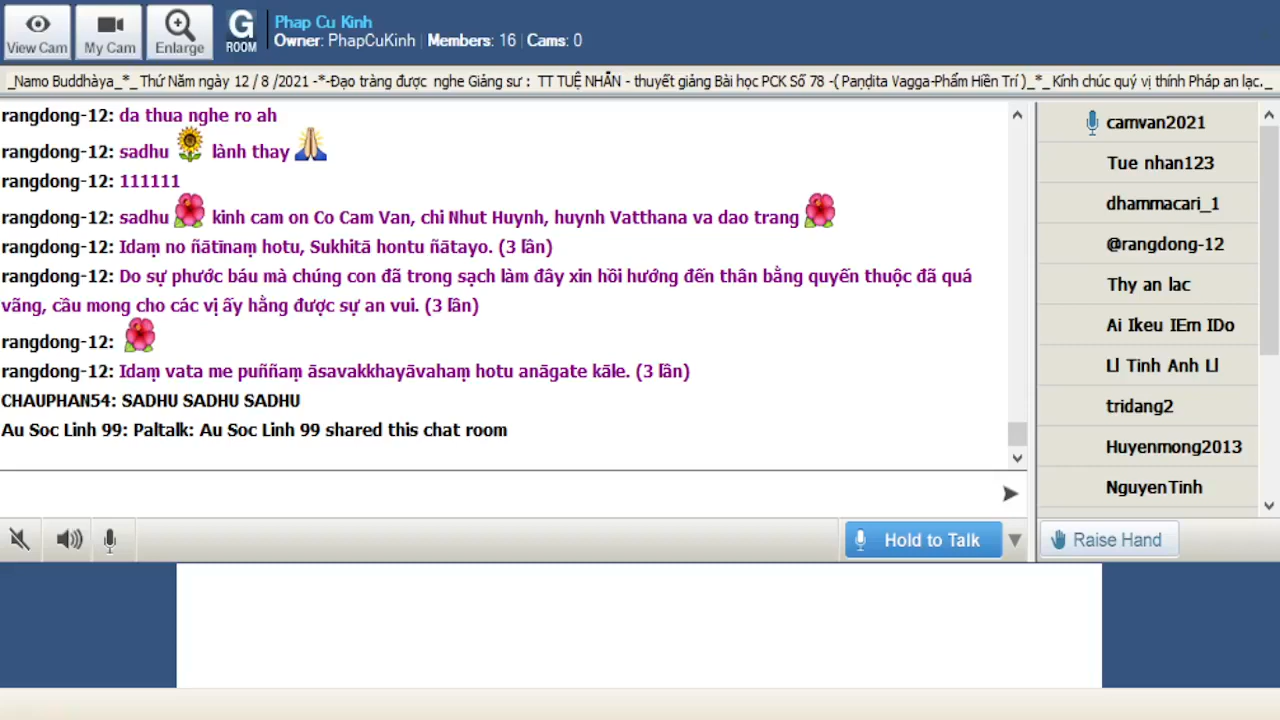 View Cam
My Cam
Enlarge
G
ROOM
Phap Cu Kinh
Owner: PhapCuKinh | Members: 16 | Cams: 0
_Namo Buddhàya_*_ Thứ Năm ngày 12 / 8 /2021 -*-Đạo tràng được nghe Giảng sư : TT TUỆ NHẪN - thuyết giảng Bài học PCK Số 78 -( Paṇḍita Vagga-Phẩm Hiền Trí )_*_ Kính chúc quý vị thính Pháp an lạc._
rangdong-12: da thua nghe ro ah
rangdong-12: sadhu 🌻 lành thay 🙏
rangdong-12: 111111
rangdong-12: sadhu 🌺 kinh cam on Co Cam Van, chi Nhut Huynh, huynh Vatthana va dao trang 🌺
rangdong-12: Idaṃ no ñātīnaṃ hotu, Sukhitā hontu ñātayo. (3 lần)
rangdong-12: Do sự phước báu mà chúng con đã trong sạch làm đây xin hồi hướng đến thân bằng quyến thuộc đã quá
vãng, cầu mong cho các vị ấy hằng được sự an vui. (3 lần)
rangdong-12: 🌺
rangdong-12: Idaṃ vata me puññaṃ āsavakkhayāvahaṃ hotu anāgate kāle. (3 lần)
CHAUPHAN54: SADHU SADHU SADHU
Au Soc Linh 99: Paltalk: Au Soc Linh 99 shared this chat room
camvan2021
Tue nhan123
dhammacari_1
@rangdong-12
Thy an lac
Ai Ikeu IEm IDo
Ll Tinh Anh Ll
tridang2
Huyenmong2013
NguyenTinh
Hold to Talk
Raise Hand